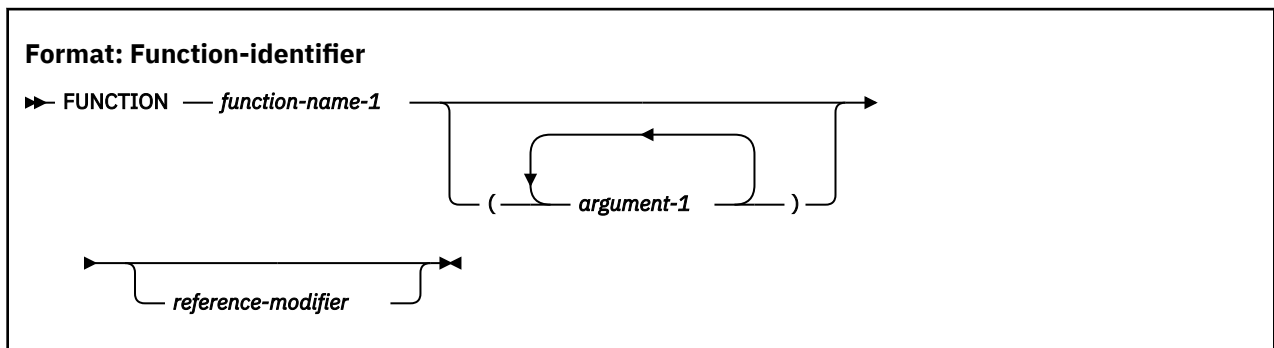 Format: Function-identifier
FUNCTION function-name-1
( argument-1 )
reference-modifier